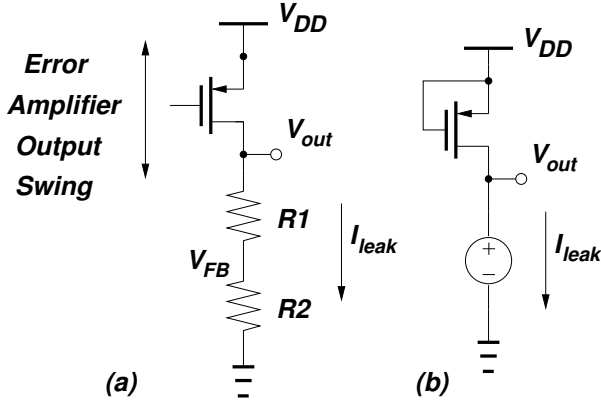 V_DD
Error
Amplifier
Output
Swing
V_out
R1
V_FB
R2
I_leak
(a)
V_DD
V_out
+
−
I_leak
(b)